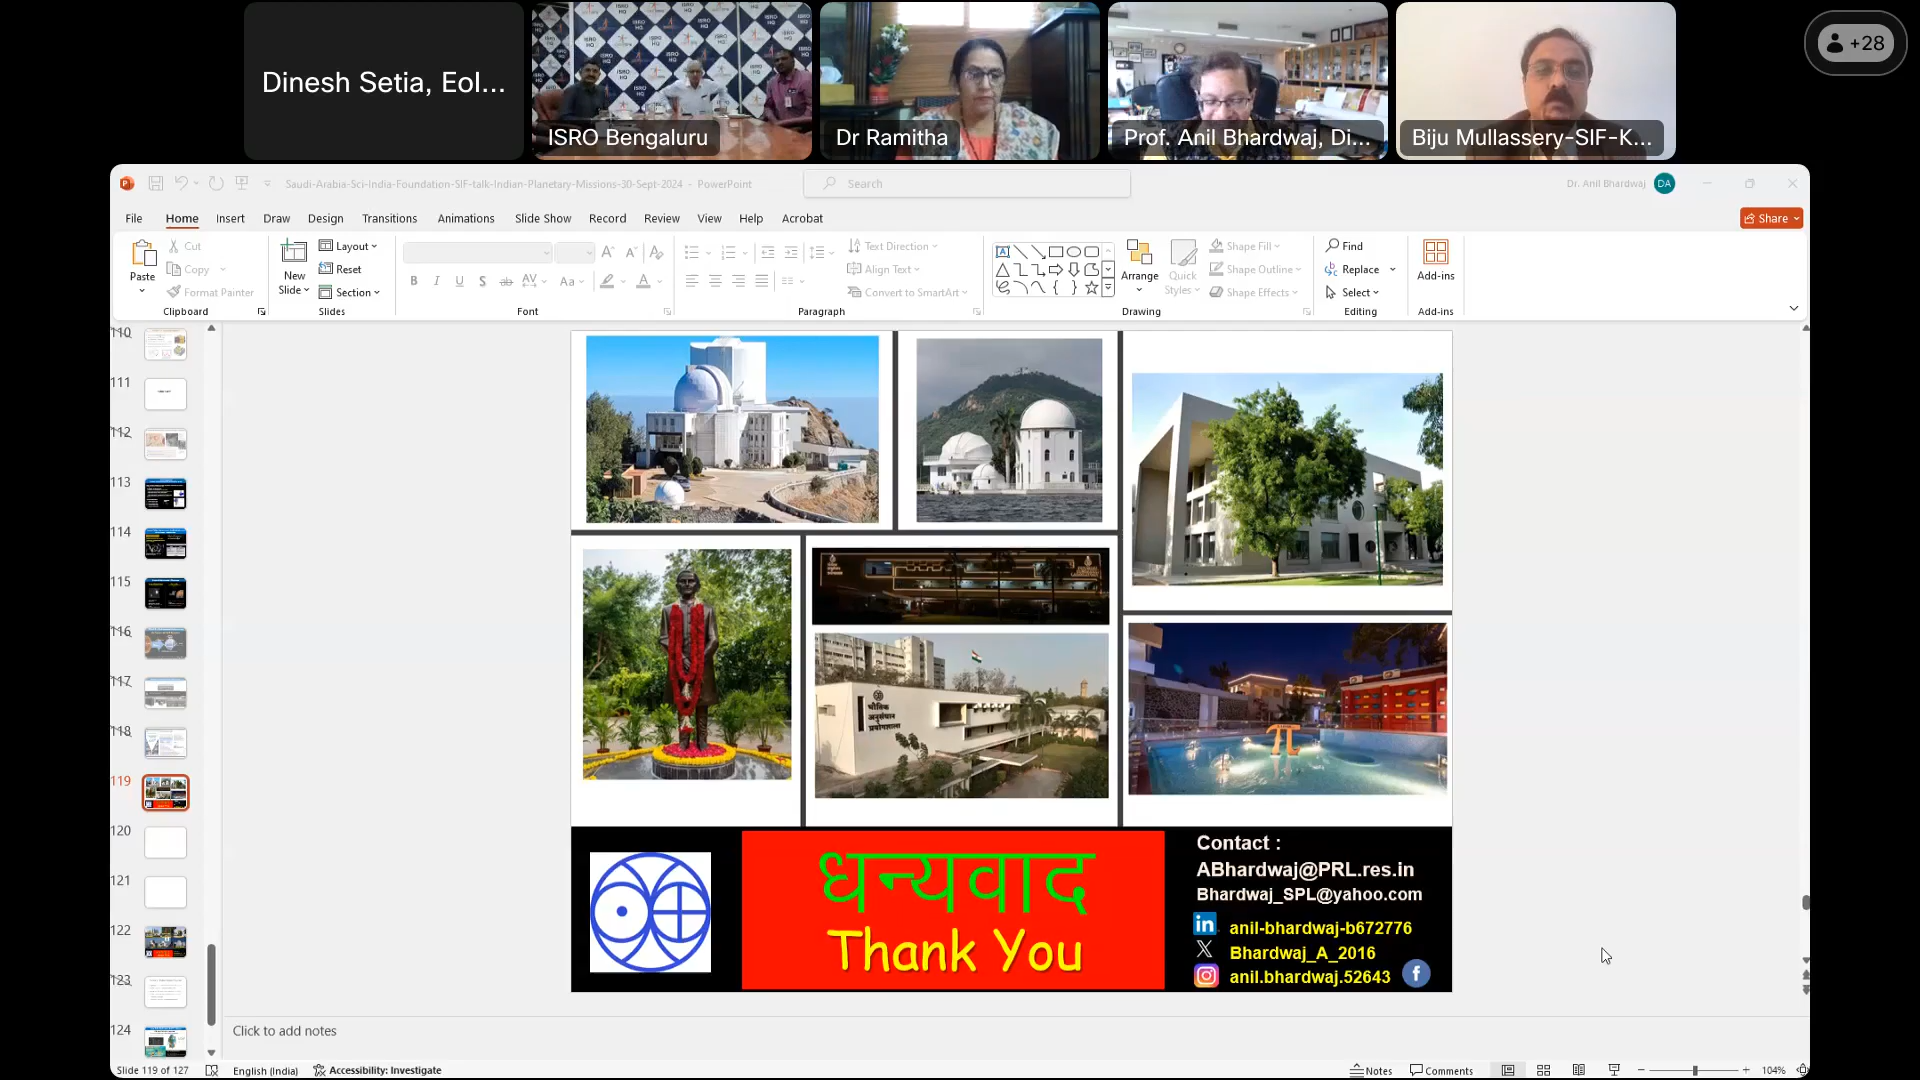 Dinesh Setia, Eol...
ISRO Bengaluru
Dr Ramitha
Prof. Anil Bhardwaj, Di...
Biju Mullassery-SIF-K...
+28
Saudi-Arabia-Sci-India-Foundation-SIF-talk-Indian-Planetary-Missions-30-Sept-2024 - PowerPoint
Search
Dr. Anil Bhardwaj DA
File Home Insert Draw Design Transitions Animations Slide Show Record Review View Help Acrobat
Share
Paste
Cut
Copy
Format Painter
Clipboard
New Slide
Layout
Reset
Section
Slides
B I U S ab AV Aa A
Font
Text Direction
Align Text
Convert to SmartArt
Paragraph
Arrange
Quick Styles
Shape Fill
Shape Outline
Shape Effects
Drawing
Find
Replace
Select
Editing
Add-ins
Add-ins
110
111
112
113
114
115
116
117
118
119
120
121
122
123
124
भौतिक
अनुसंधान
प्रयोगशाला
π
धन्यवाद
Thank You
Contact :
ABhardwaj@PRL.res.in
Bhardwaj_SPL@yahoo.com
in anil-bhardwaj-b672776
X Bhardwaj_A_2016
anil.bhardwaj.52643 f
Click to add notes
Slide 119 of 127
English (India)
Accessibility: Investigate
Notes
Comments
104%